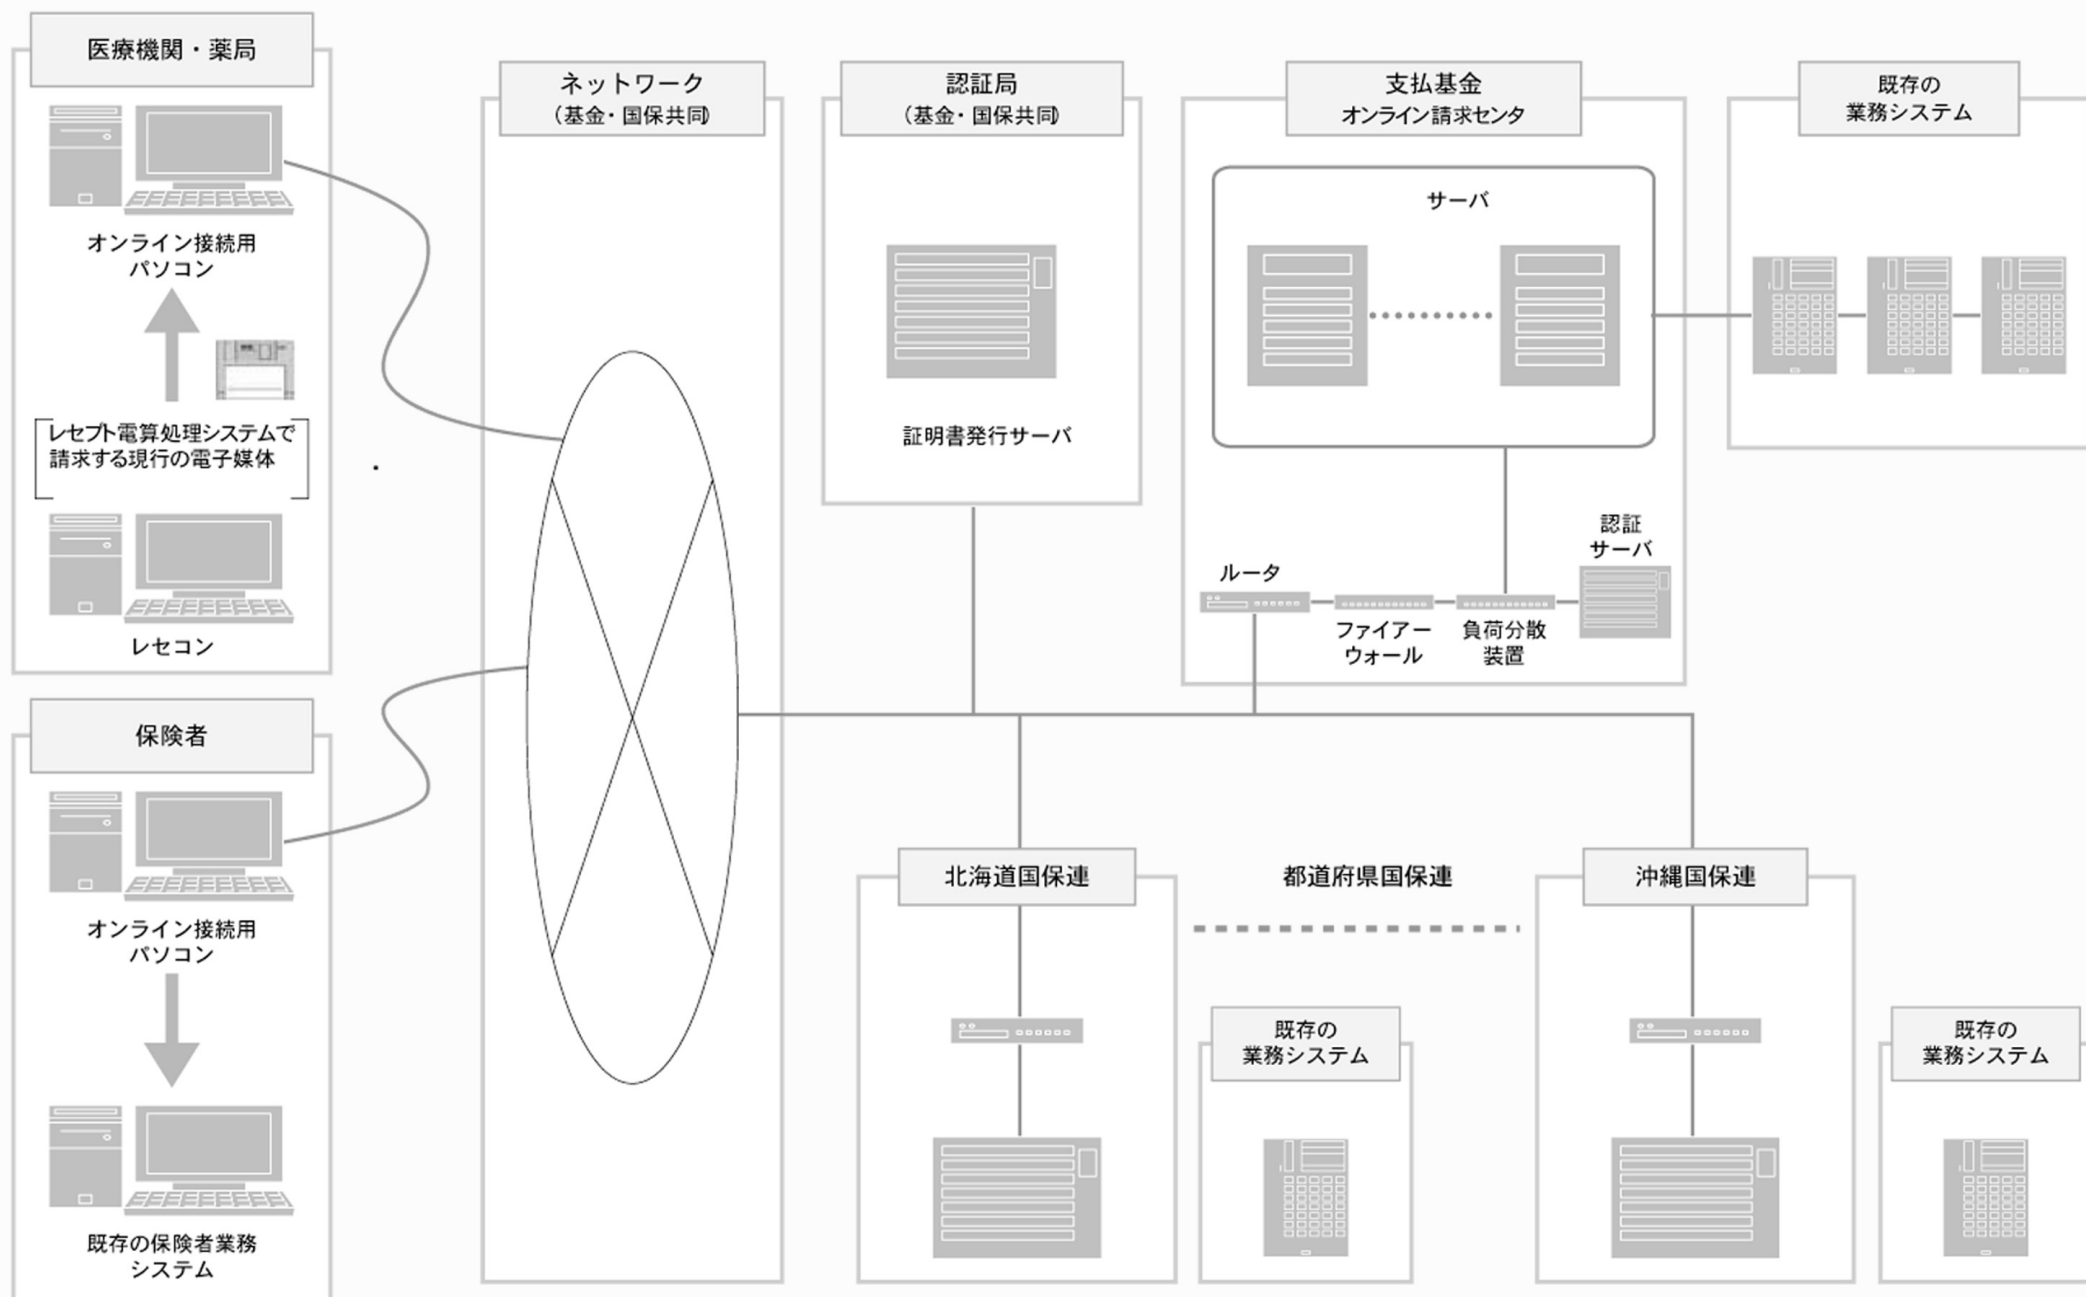 医療機関・薬局
オンライン接続用
パソコン
レセプト電算処理システムで
請求する現行の電子媒体
レセコン
保険者
オンライン接続用
パソコン
既存の保険者業務
システム
ネットワーク
（基金・国保共同）
認証局
（基金・国保共同）
証明書発行サーバ
支払基金
オンライン請求センタ
サーバ
認証
サーバ
ルータ
ファイアー
ウォール
負荷分散
装置
既存の
業務システム
北海道国保連
都道府県国保連
沖縄国保連
既存の
業務システム
既存の
業務システム